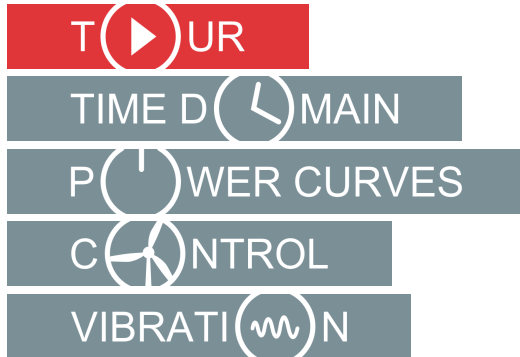 TOUR
TIME DOMAIN
POWER CURVES
CONTROL
VIBRATION